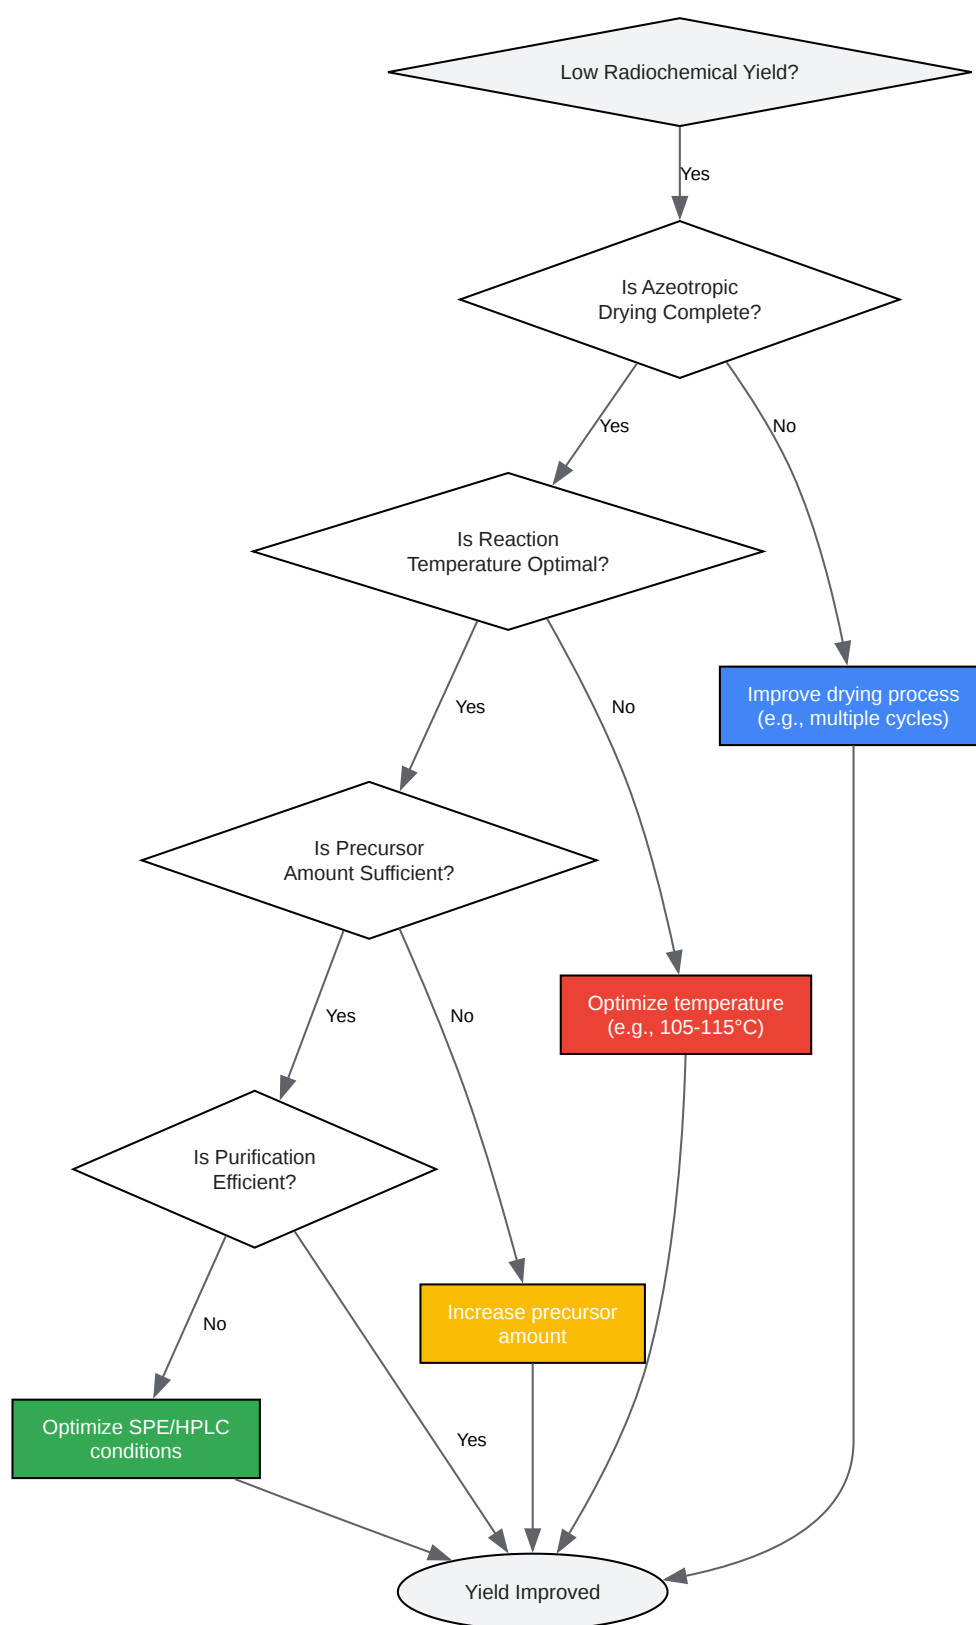 Low Radiochemical Yield?
Yes
Is Azeotropic
Drying Complete?
Yes
No
Is Reaction
Temperature Optimal?
Improve drying process
(e.g., multiple cycles)
Yes
No
Is Precursor
Amount Sufficient?
Optimize temperature
(e.g., 105-115°C)
Yes
No
Is Purification
Efficient?
Increase precursor
amount
No
Optimize SPE/HPLC
conditions
Yes
Yield Improved